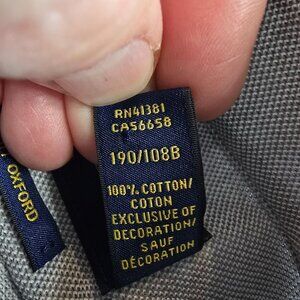 RN41381
CA56658
190/108B
100% COTTON/
COTON
EXCLUSIVE OF
DECORATION/
SAUF
DÉCORATION
OXFORD